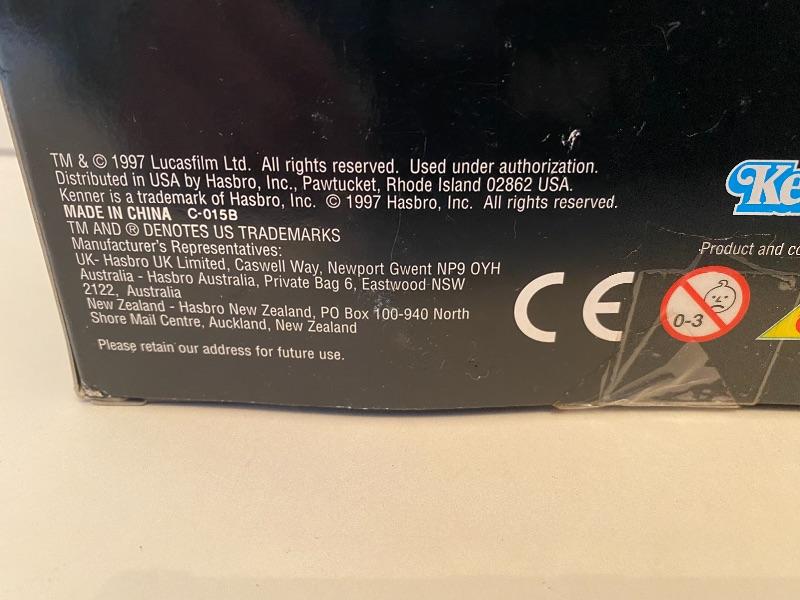 TM & © 1997 Lucasfilm Ltd. All rights reserved. Used under authorization.
Distributed in USA by Hasbro, Inc., Pawtucket, Rhode Island 02862 USA.
Kenner is a trademark of Hasbro, Inc. © 1997 Hasbro, Inc. All rights reserved.
MADE IN CHINA C-015B
TM AND ® DENOTES US TRADEMARKS
Manufacturer's Representatives:
UK- Hasbro UK Limited, Caswell Way, Newport Gwent NP9 OYH
Australia - Hasbro Australia, Private Bag 6, Eastwood NSW
2122, Australia
New Zealand - Hasbro New Zealand, PO Box 100-940 North
Shore Mail Centre, Auckland, New Zealand
Please retain our address for future use.
CE
0-3
Ke
Product and co